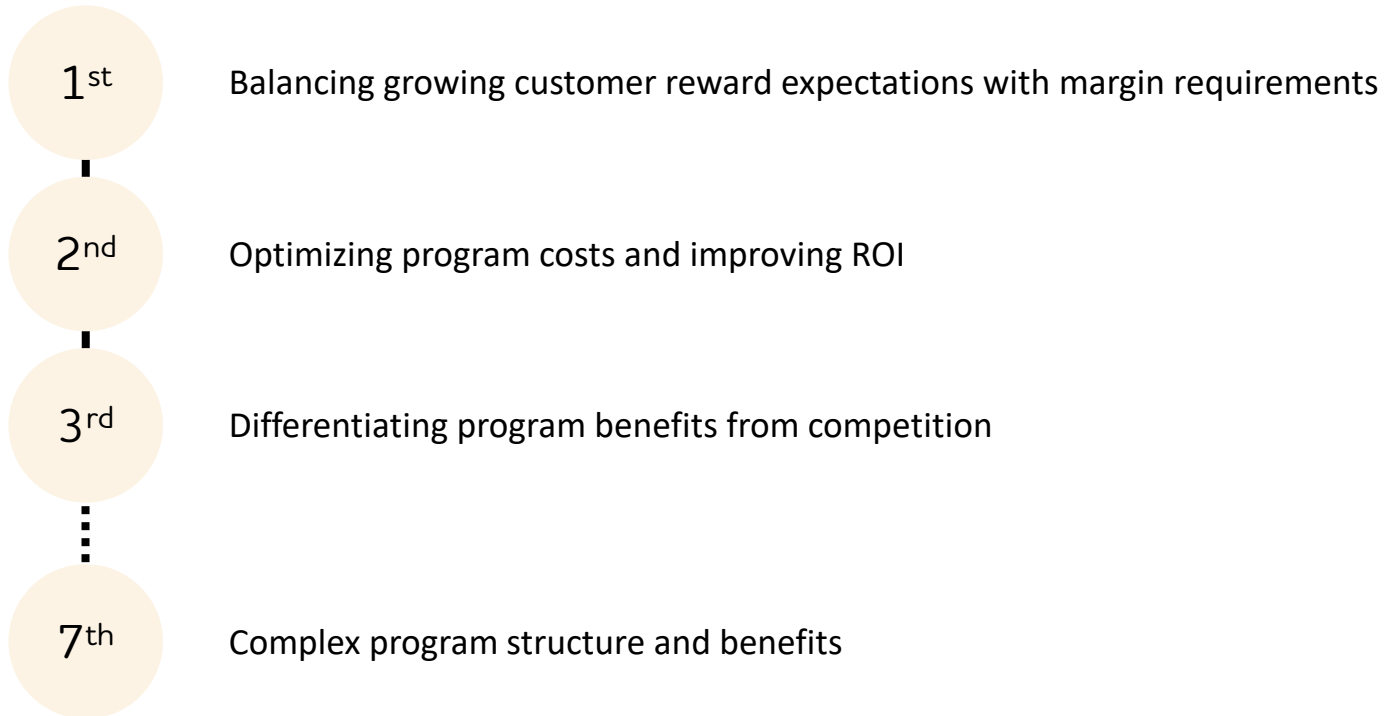 1st Balancing growing customer reward expectations with margin requirements
2nd Optimizing program costs and improving ROI
3rd Differentiating program benefits from competition
7th Complex program structure and benefits